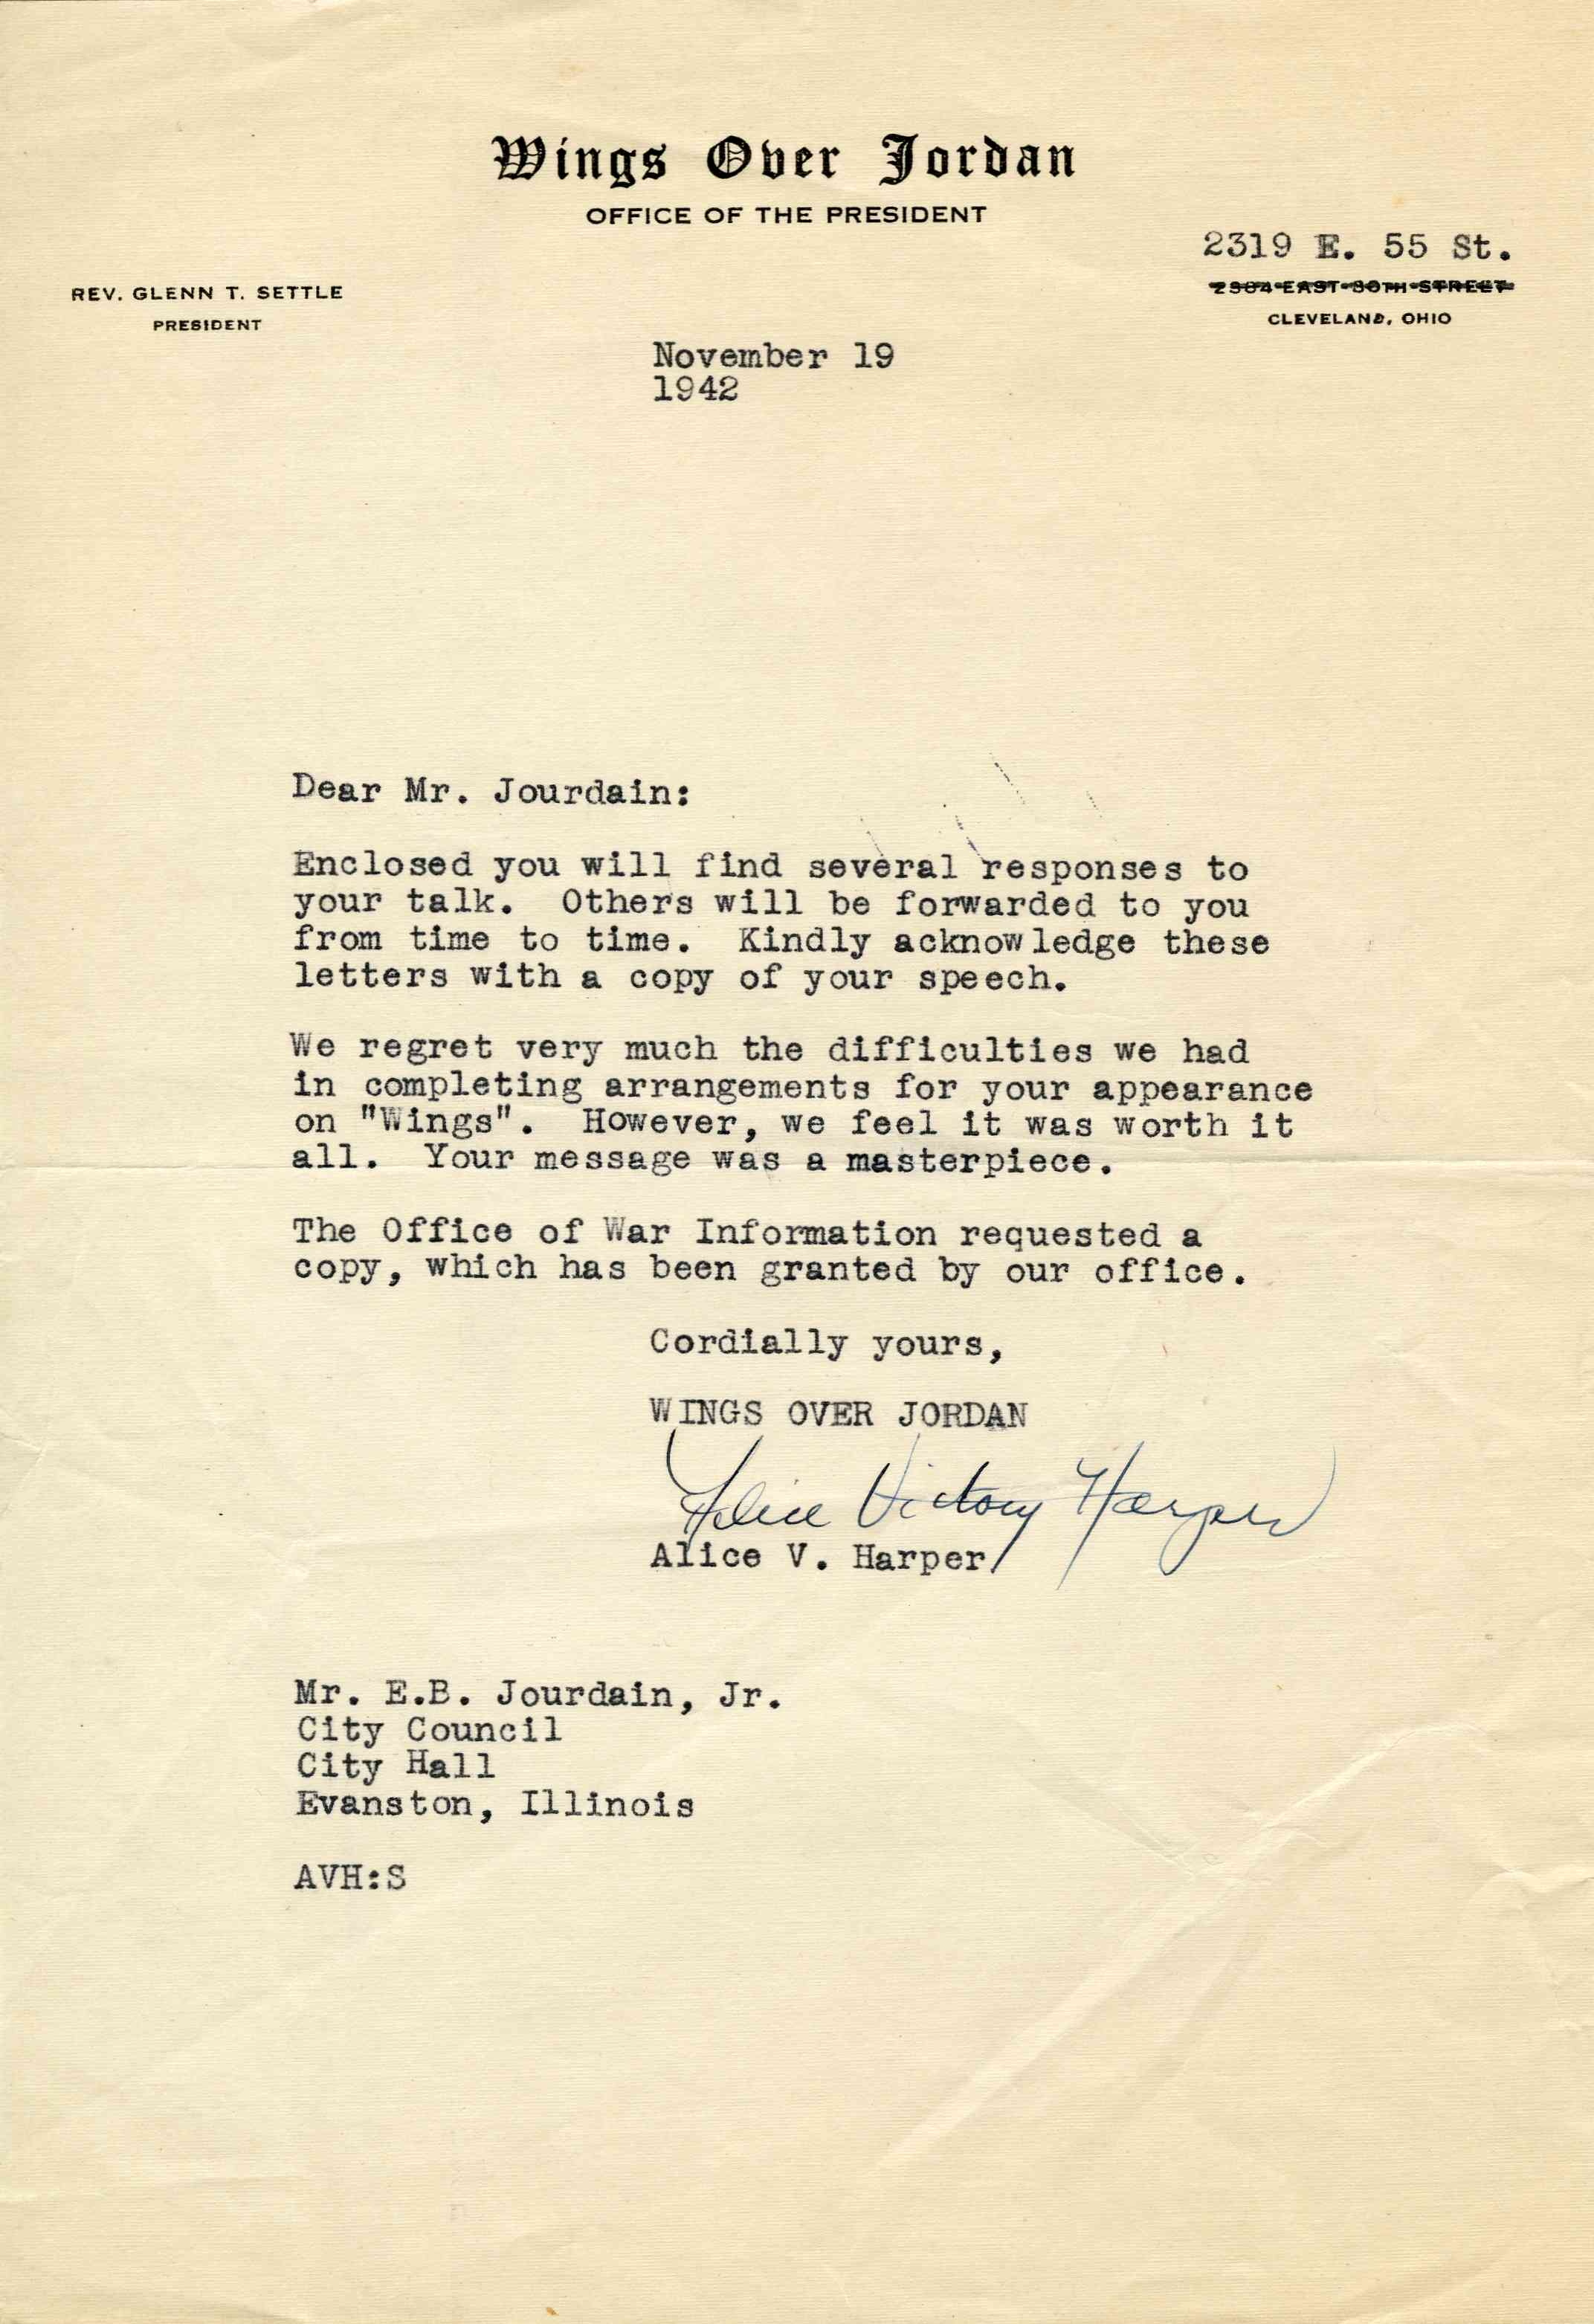 Wings Over Jordan
OFFICE OF THE PRESIDENT
2319 E. 55 St.
REV. GLENN T. SETTLE
PRESIDENT
CLEVELAND, OHIO
November 19
1942
Dear Mr. Jourdain:
Enclosed you will find several responses to
your talk. Others will be forwarded to you
from time to time. Kindly acknowledge these
letters with a copy of your speech.
We regret very much the difficulties we had
in completing arrangements for your appearance
on "Wings". However, we feel it was worth it
all. Your message was a masterpiece.
The Office of War Information requested a
copy, which has been granted by our office.
Cordially yours,
WINGS OVER JORDAN
Alice Victory Harper
Alice V. Harper
Mr. E.B. Jourdain, Jr.
City Council
City Hall
Evanston, Illinois
AVH:S